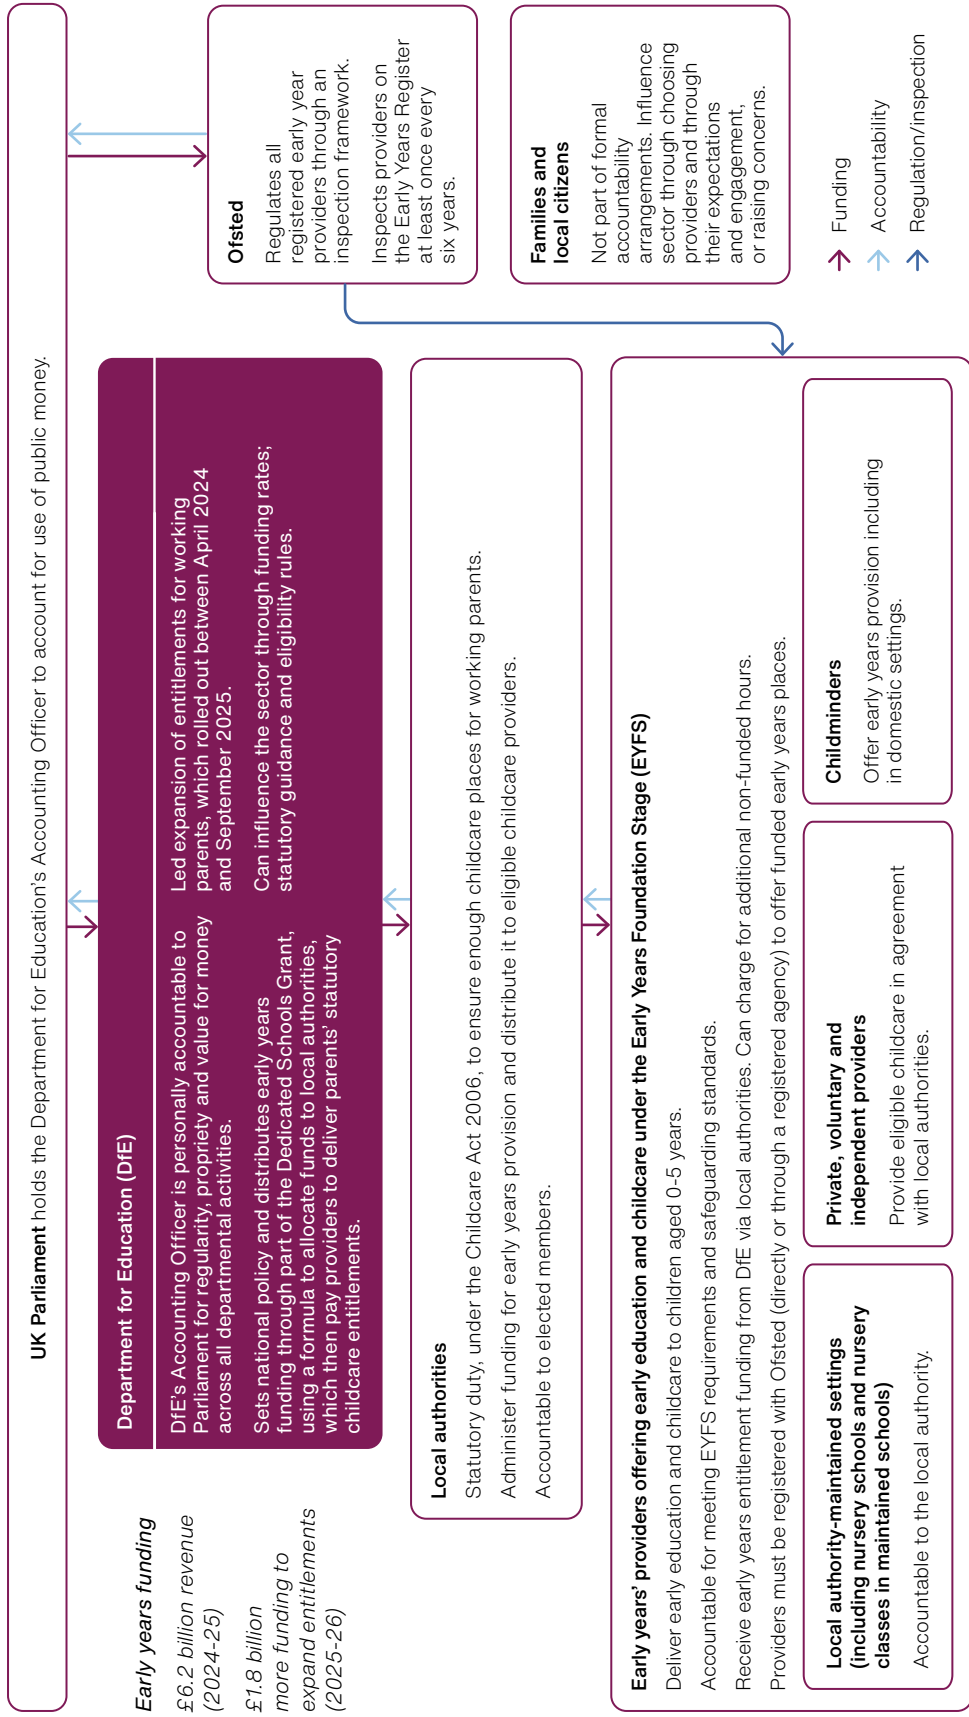 UK Parliament holds the Department for Education's Accounting Officer to account for use of public money.
Early years funding
£6.2 billion revenue
(2024-25)
£1.8 billion
more funding to
expand entitlements
(2025-26)
Department for Education (DfE)
DfE's Accounting Officer is personally accountable to
Parliament for regularity, propriety and value for money
across all departmental activities.
Sets national policy and distributes early years
funding through part of the Dedicated Schools Grant,
using a formula to allocate funds to local authorities,
which then pay providers to deliver parents' statutory
childcare entitlements.
Led expansion of entitlements for working
parents, which rolled out between April 2024
and September 2025.
Can influence the sector through funding rates;
statutory guidance and eligibility rules.
Ofsted
Regulates all
registered early year
providers through an
inspection framework.
Inspects providers on
the Early Years Register
at least once every
six years.
Local authorities
Statutory duty, under the Childcare Act 2006, to ensure enough childcare places for working parents.
Administer funding for early years provision and distribute it to eligible childcare providers.
Accountable to elected members.
Families and
local citizens
Not part of formal
accountability
arrangements. Influence
sector through choosing
providers and through
their expectations
and engagement,
or raising concerns.
Early years' providers offering early education and childcare under the Early Years Foundation Stage (EYFS)
Deliver early education and childcare to children aged 0-5 years.
Accountable for meeting EYFS requirements and safeguarding standards.
Receive early years entitlement funding from DfE via local authorities. Can charge for additional non-funded hours.
Providers must be registered with Ofsted (directly or through a registered agency) to offer funded early years places.
Local authority-maintained settings
(including nursery schools and nursery
classes in maintained schools)
Accountable to the local authority.
Private, voluntary and
independent providers
Provide eligible childcare in agreement
with local authorities.
Childminders
Offer early years provision including
in domestic settings.
Funding
Accountability
Regulation/inspection